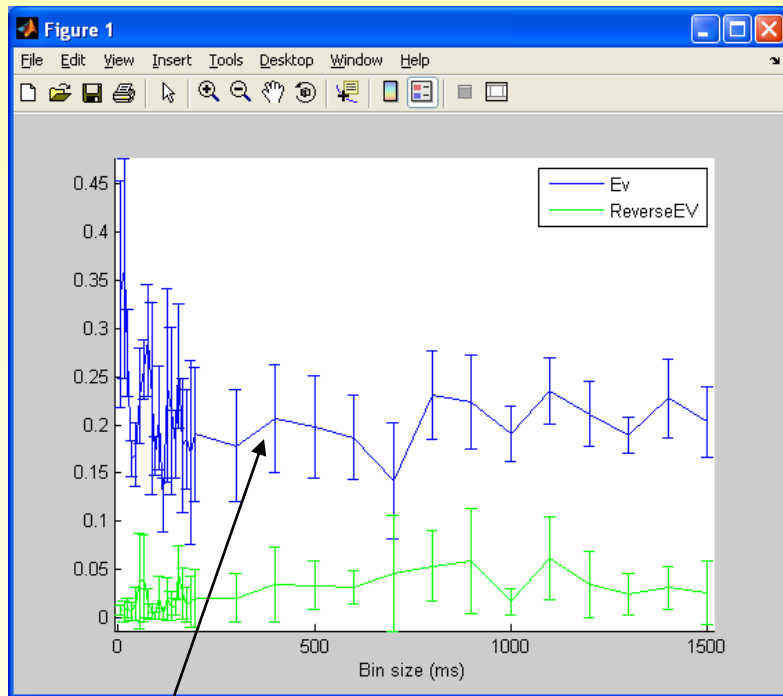 Figure 1
File Edit View Insert Tools Desktop Window Help
Ev
ReverseEV
0.45
0.4
0.35
0.3
0.25
0.2
0.15
0.1
0.05
0
0 500 1000 1500
Bin size (ms)